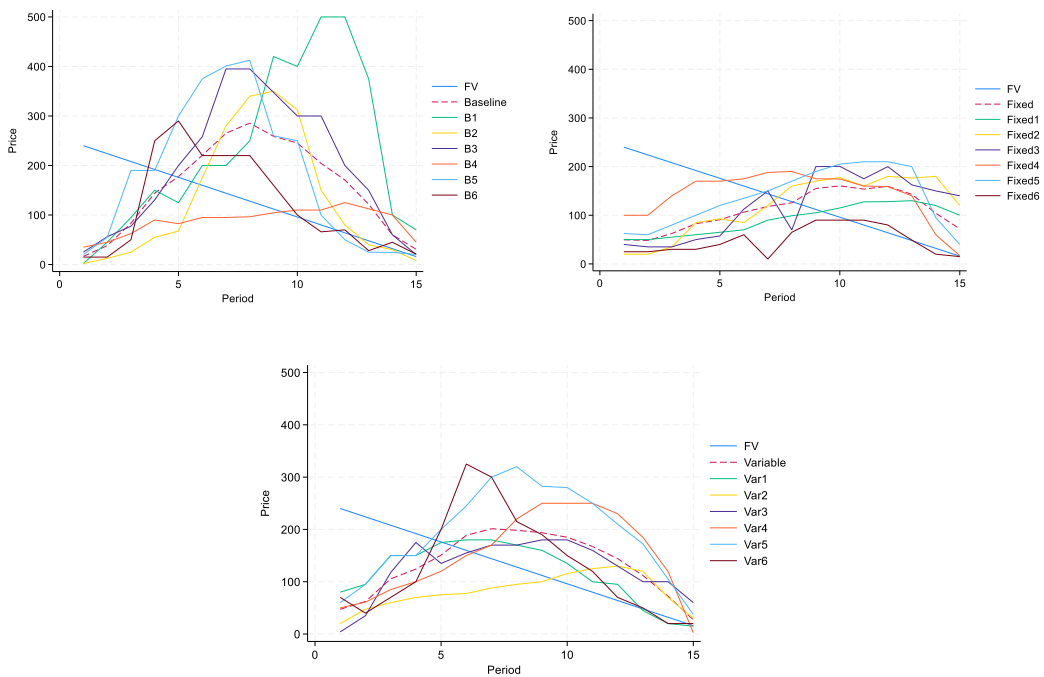 500
400
300
200
100
0
Price
0
5
10
15
Period
FV
Baseline
B1
B2
B3
B4
B5
B6
500
400
300
200
100
0
Price
0
5
10
15
Period
FV
Fixed
Fixed1
Fixed2
Fixed3
Fixed4
Fixed5
Fixed6
500
400
300
200
100
0
Price
0
5
10
15
Period
FV
Variable
Var1
Var2
Var3
Var4
Var5
Var6